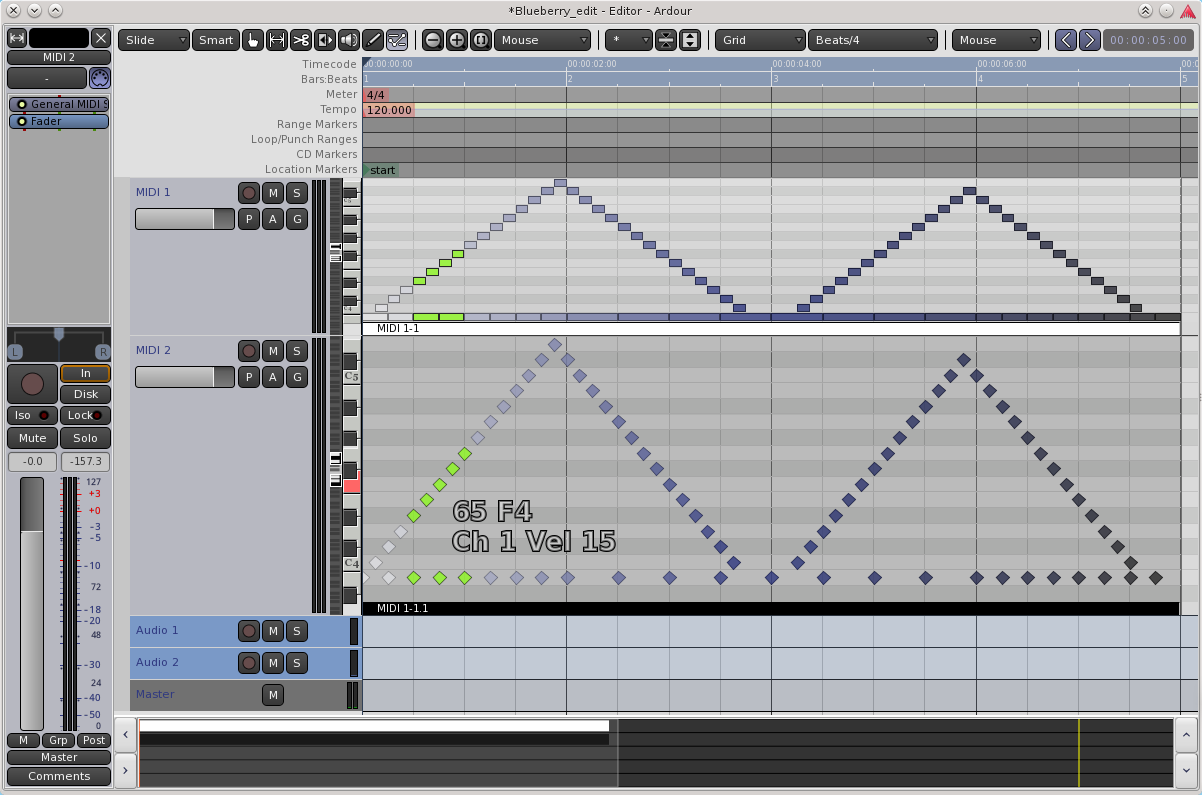 *Blueberry_edit - Editor - Ardour
Slide Smart Mouse * Grid Beats/4 Mouse 00:00:05:00
MIDI 2
-
General MIDI S
Fader
Timecode 00:00:00:00 00:00:02:00 00:00:04:00 00:00:06:00
Bars:Beats 1 2 3 4 5
Meter 4/4
Tempo 120.000
Range Markers
Loop/Punch Ranges
CD Markers
Location Markers start
MIDI 1 M S
P A G
MIDI 1-1
MIDI 2 M S
P A G
C5
C4
65 F4
Ch 1 Vel 15
MIDI 1-1.1
Audio 1 M S
Audio 2 M S
Master M
L R
In
Disk
Iso Lock
Mute Solo
-0.0 -157.3
127
+3
+0
-3
-5
-10
72
-18
-20
48
-30
24
-40
-50
0
M Grp Post
Master
Comments